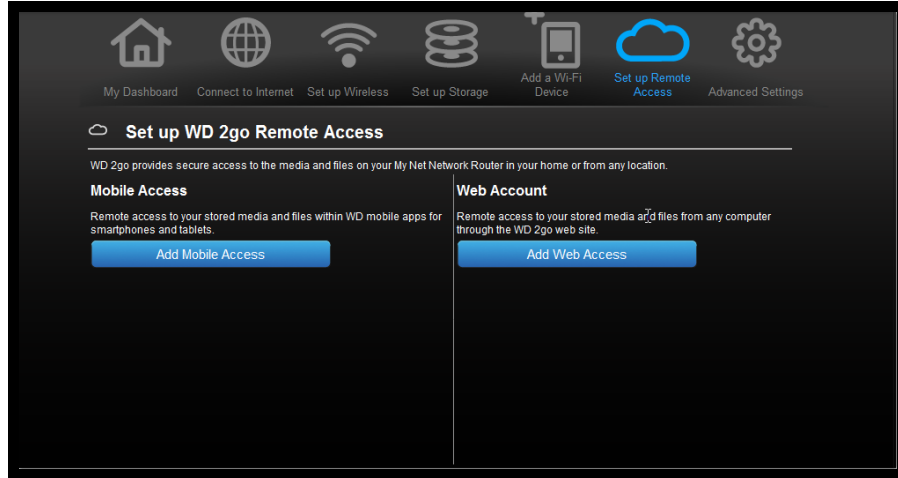 My Dashboard
Connect to Internet
Set up Wireless
Set up Storage
Add a Wi-Fi
Device
Set up Remote
Access
Advanced Settings
Set up WD 2go Remote Access
WD 2go provides secure access to the media and files on your My Net Network Router in your home or from any location.
Mobile Access
Remote access to your stored media and files within WD mobile apps for
smartphones and tablets.
Add Mobile Access
Web Account
Remote access to your stored media and files from any computer
through the WD 2go web site.
Add Web Access